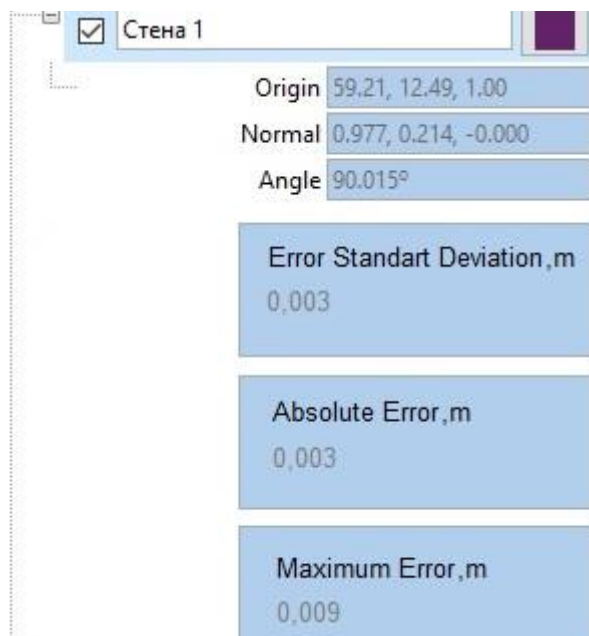 Стена 1
Origin 59.21, 12.49, 1.00
Normal 0.977, 0.214, -0.000
Angle 90.015º
Error Standart Deviation,m
0,003
Absolute Error,m
0,003
Maximum Error,m
0,009